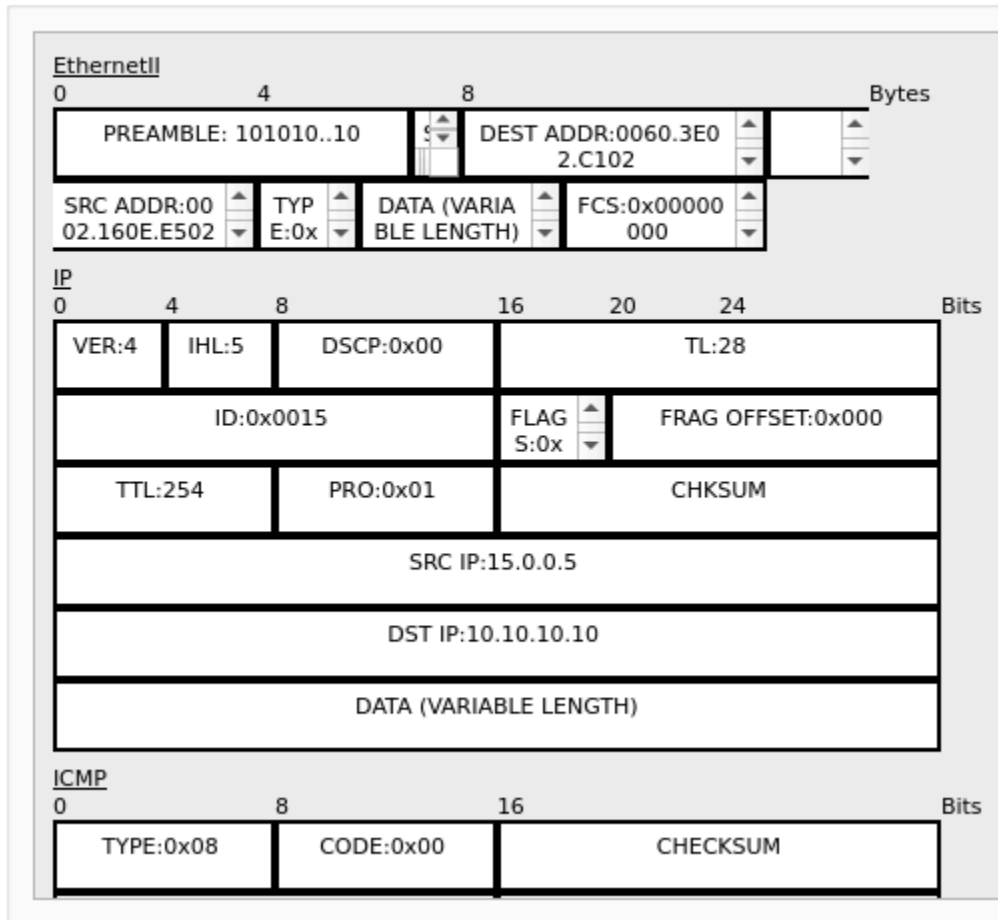 EthernetII
0 4 8 Bytes
PREAMBLE: 101010..10 DEST ADDR:0060.3E0
2.C102
SRC ADDR:00 TYP DATA (VARIA FCS:0x00000
02.160E.E502 E:0x BLE LENGTH) 000
IP
0 4 8 16 20 24 Bits
VER:4 IHL:5 DSCP:0x00 TL:28
ID:0x0015 FLAG FRAG OFFSET:0x000
S:0x
TTL:254 PRO:0x01 CHKSUM
SRC IP:15.0.0.5
DST IP:10.10.10.10
DATA (VARIABLE LENGTH)
ICMP
0 8 16 Bits
TYPE:0x08 CODE:0x00 CHECKSUM